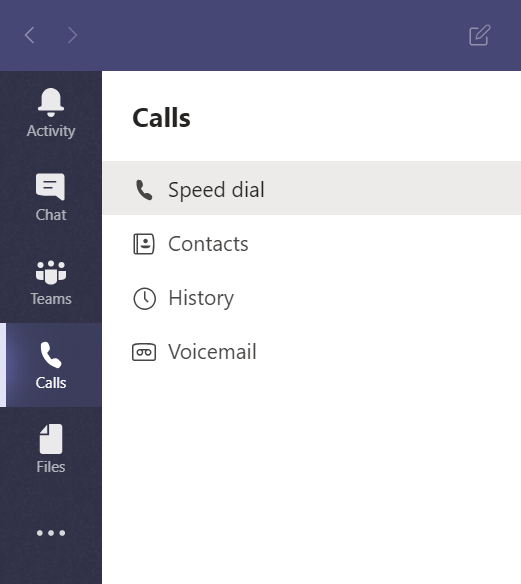 Activity
Chat
Teams
Calls
Files
Calls
Speed dial
Contacts
History
Voicemail